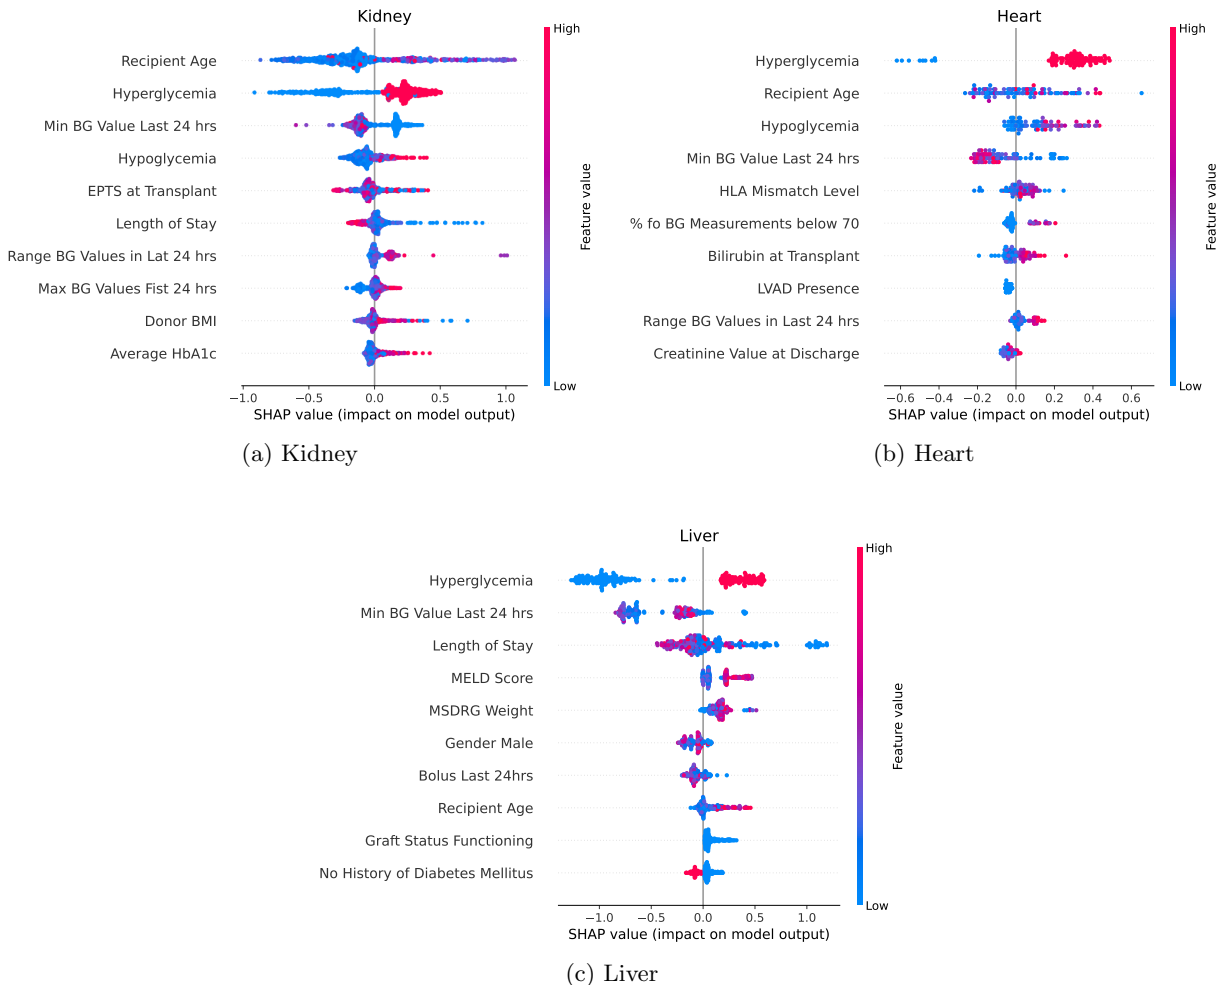 Kidney
High
Recipient Age
Hyperglycemia
Min BG Value Last 24 hrs
Hypoglycemia
EPTS at Transplant
Length of Stay
Range BG Values in Lat 24 hrs
Max BG Values Fist 24 hrs
Donor BMI
Average HbA1c
Feature value
Low
−1.0 −0.5 0.0 0.5 1.0
SHAP value (impact on model output)
(a) Kidney
Heart
High
Hyperglycemia
Recipient Age
Hypoglycemia
Min BG Value Last 24 hrs
HLA Mismatch Level
% fo BG Measurements below 70
Bilirubin at Transplant
LVAD Presence
Range BG Values in Last 24 hrs
Creatinine Value at Discharge
Feature value
Low
−0.6 −0.4 −0.2 0.0 0.2 0.4 0.6
SHAP value (impact on model output)
(b) Heart
Liver
High
Hyperglycemia
Min BG Value Last 24 hrs
Length of Stay
MELD Score
MSDRG Weight
Gender Male
Bolus Last 24hrs
Recipient Age
Graft Status Functioning
No History of Diabetes Mellitus
Feature value
Low
−1.0 −0.5 0.0 0.5 1.0
SHAP value (impact on model output)
(c) Liver